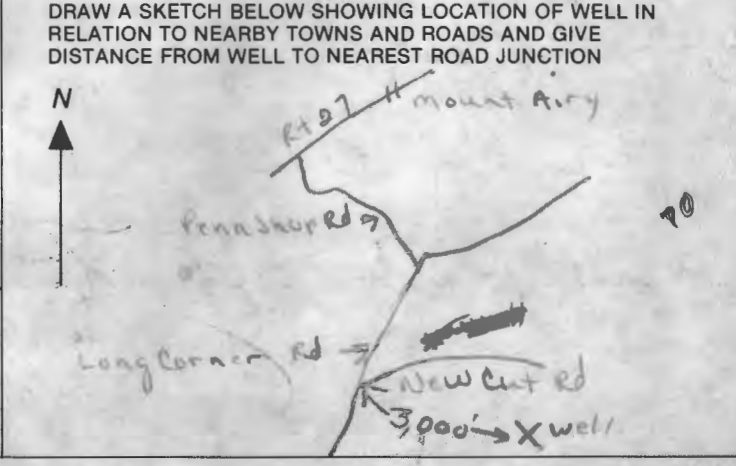 DRAW A SKETCH BELOW SHOWING LOCATION OF WELL IN
RELATION TO NEARBY TOWNS AND ROADS AND GIVE
DISTANCE FROM WELL TO NEAREST ROAD JUNCTION
N
Rt 27
Mount Airy
Penn Shop Rd
Long Corner Rd
New Cut Rd
3,000' X well